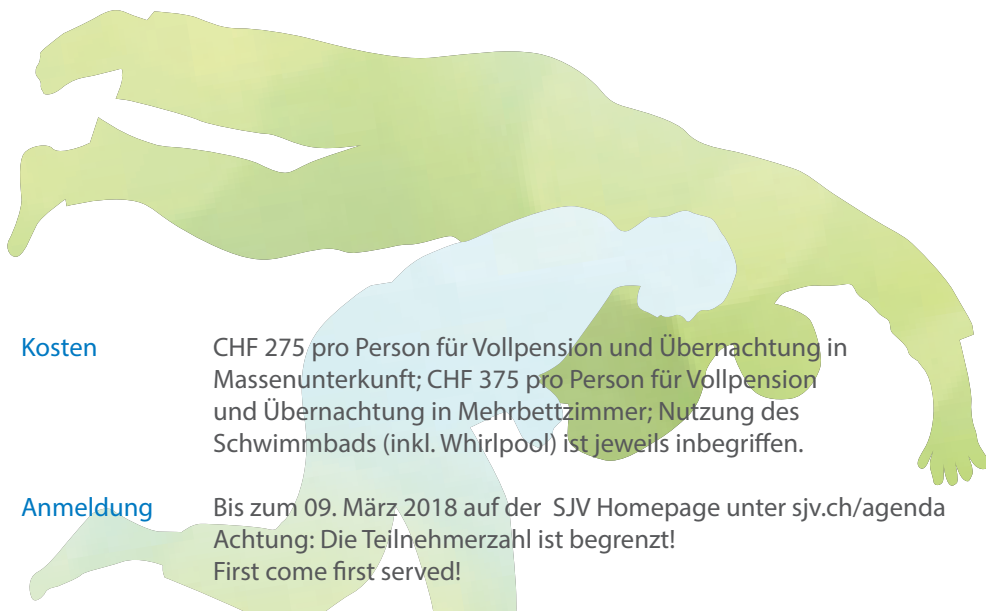 Kosten CHF 275 pro Person für Vollpension und Übernachtung in
Massenunterkunft; CHF 375 pro Person für Vollpension
und Übernachtung in Mehrbettzimmer; Nutzung des
Schwimmbads (inkl. Whirlpool) ist jeweils inbegriffen.
Anmeldung Bis zum 09. März 2018 auf der SJV Homepage unter sjv.ch/agenda
Achtung: Die Teilnehmerzahl ist begrenzt!
First come first served!